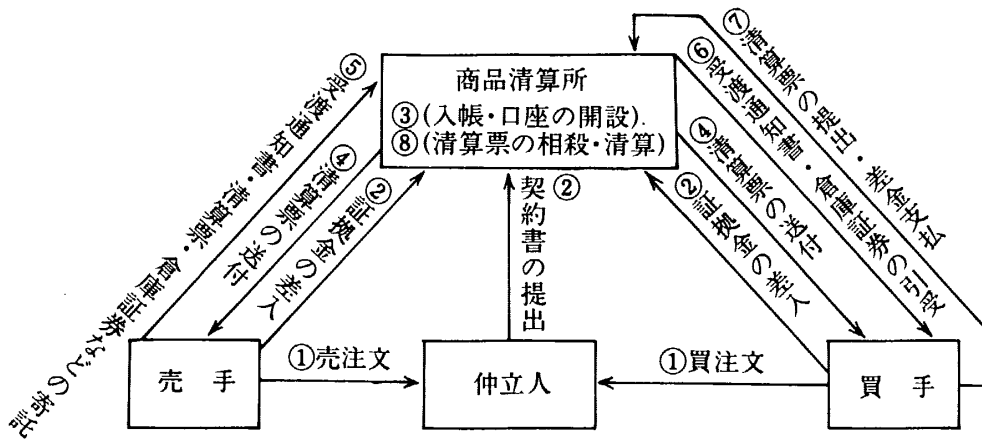 商品清算所
③(入帳・口座の開設).
⑧(清算票の相殺・清算)
⑤受渡通知書・清算票・倉庫証券などの寄託
④清算票の送付
②証拠金の差入
②契約書の提出
②証拠金の差入
④清算票の送付
⑥受渡通知書・倉庫証券の引受
⑦清算票の提出・差金支払
売手
①売注文
仲立人
①買注文
買手